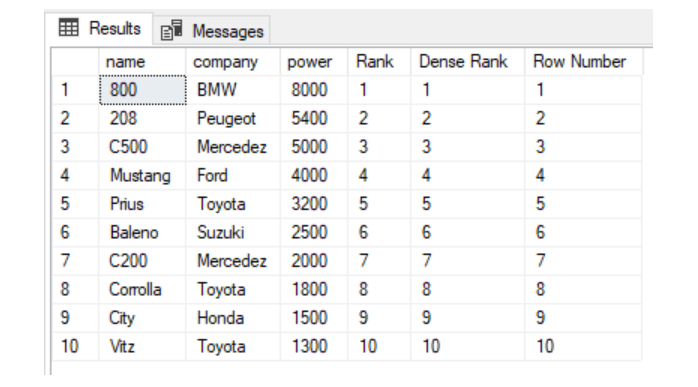 Results Messages
name company power Rank Dense Rank Row Number
1 800 BMW 8000 1 1 1
2 208 Peugeot 5400 2 2 2
3 C500 Mercedez 5000 3 3 3
4 Mustang Ford 4000 4 4 4
5 Prius Toyota 3200 5 5 5
6 Baleno Suzuki 2500 6 6 6
7 C200 Mercedez 2000 7 7 7
8 Corrolla Toyota 1800 8 8 8
9 City Honda 1500 9 9 9
10 Vitz Toyota 1300 10 10 10